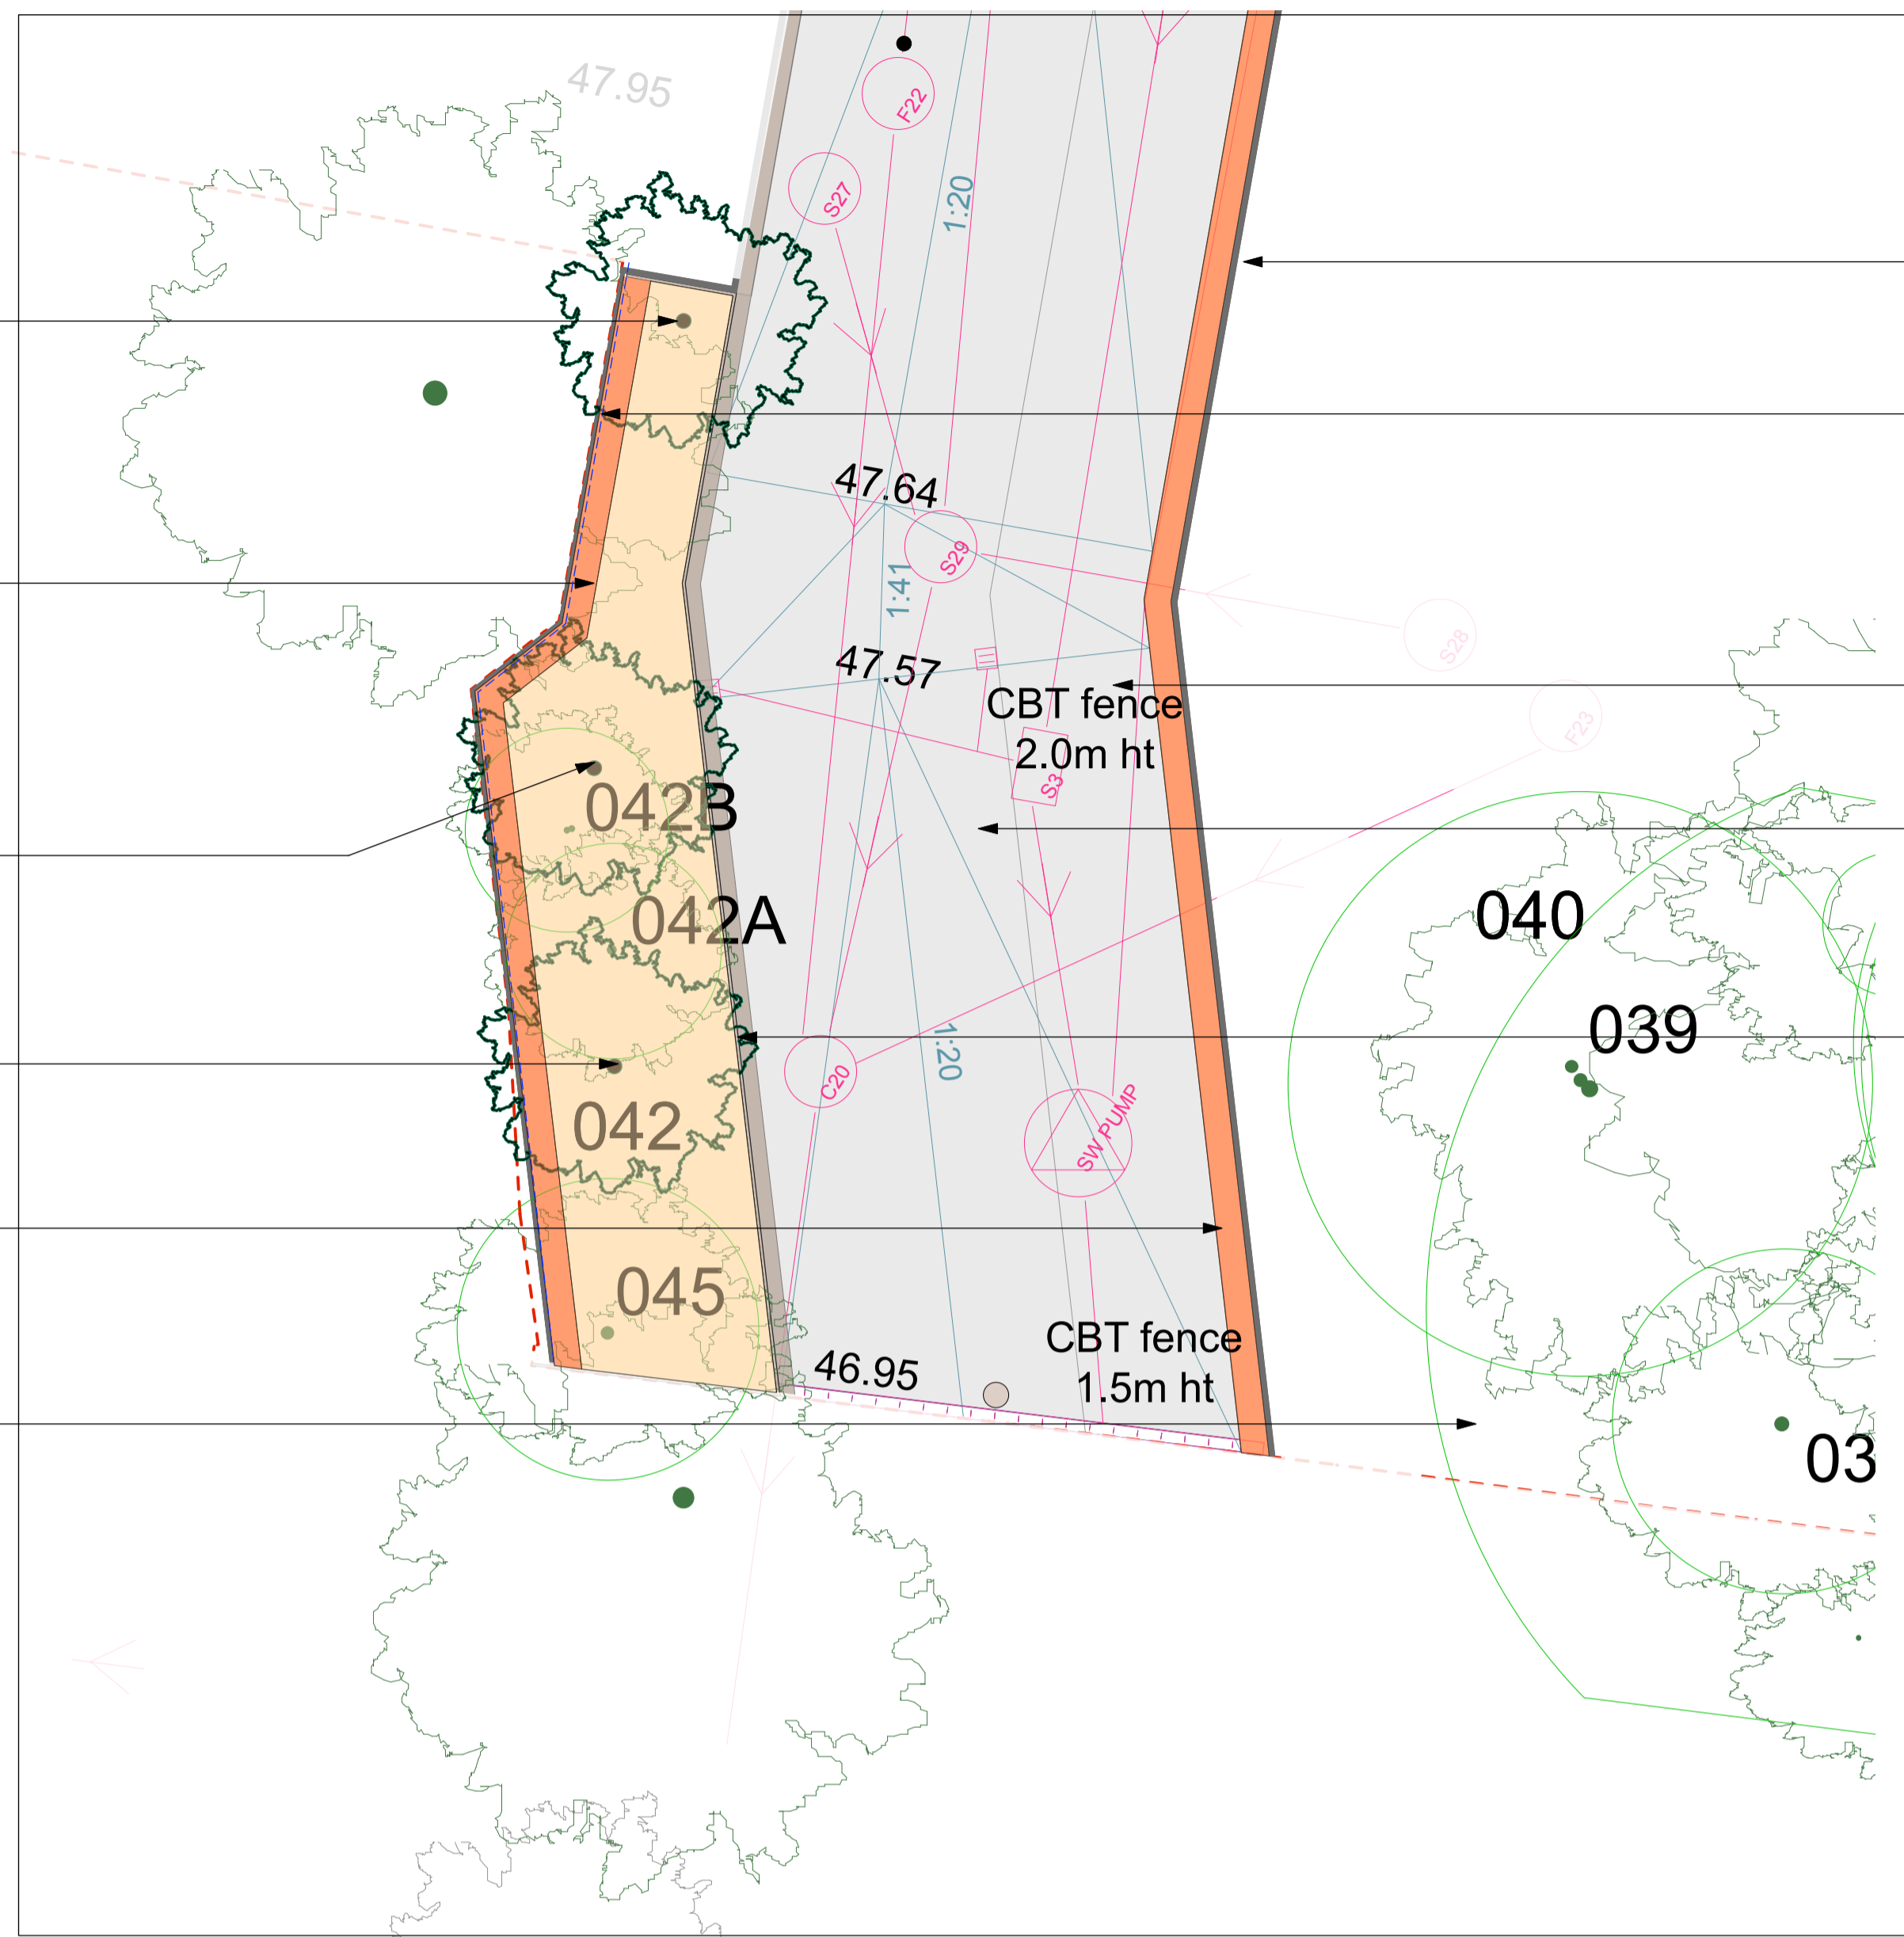 47.95
F22
S27
1:20
47.64
S29
1:41
S28
47.57
CBT fence
2.0m ht
F23
S3
042B
042A
040
039
C20
1:20
SW PUMP
042
045
CBT fence
1.5m ht
46.95
03